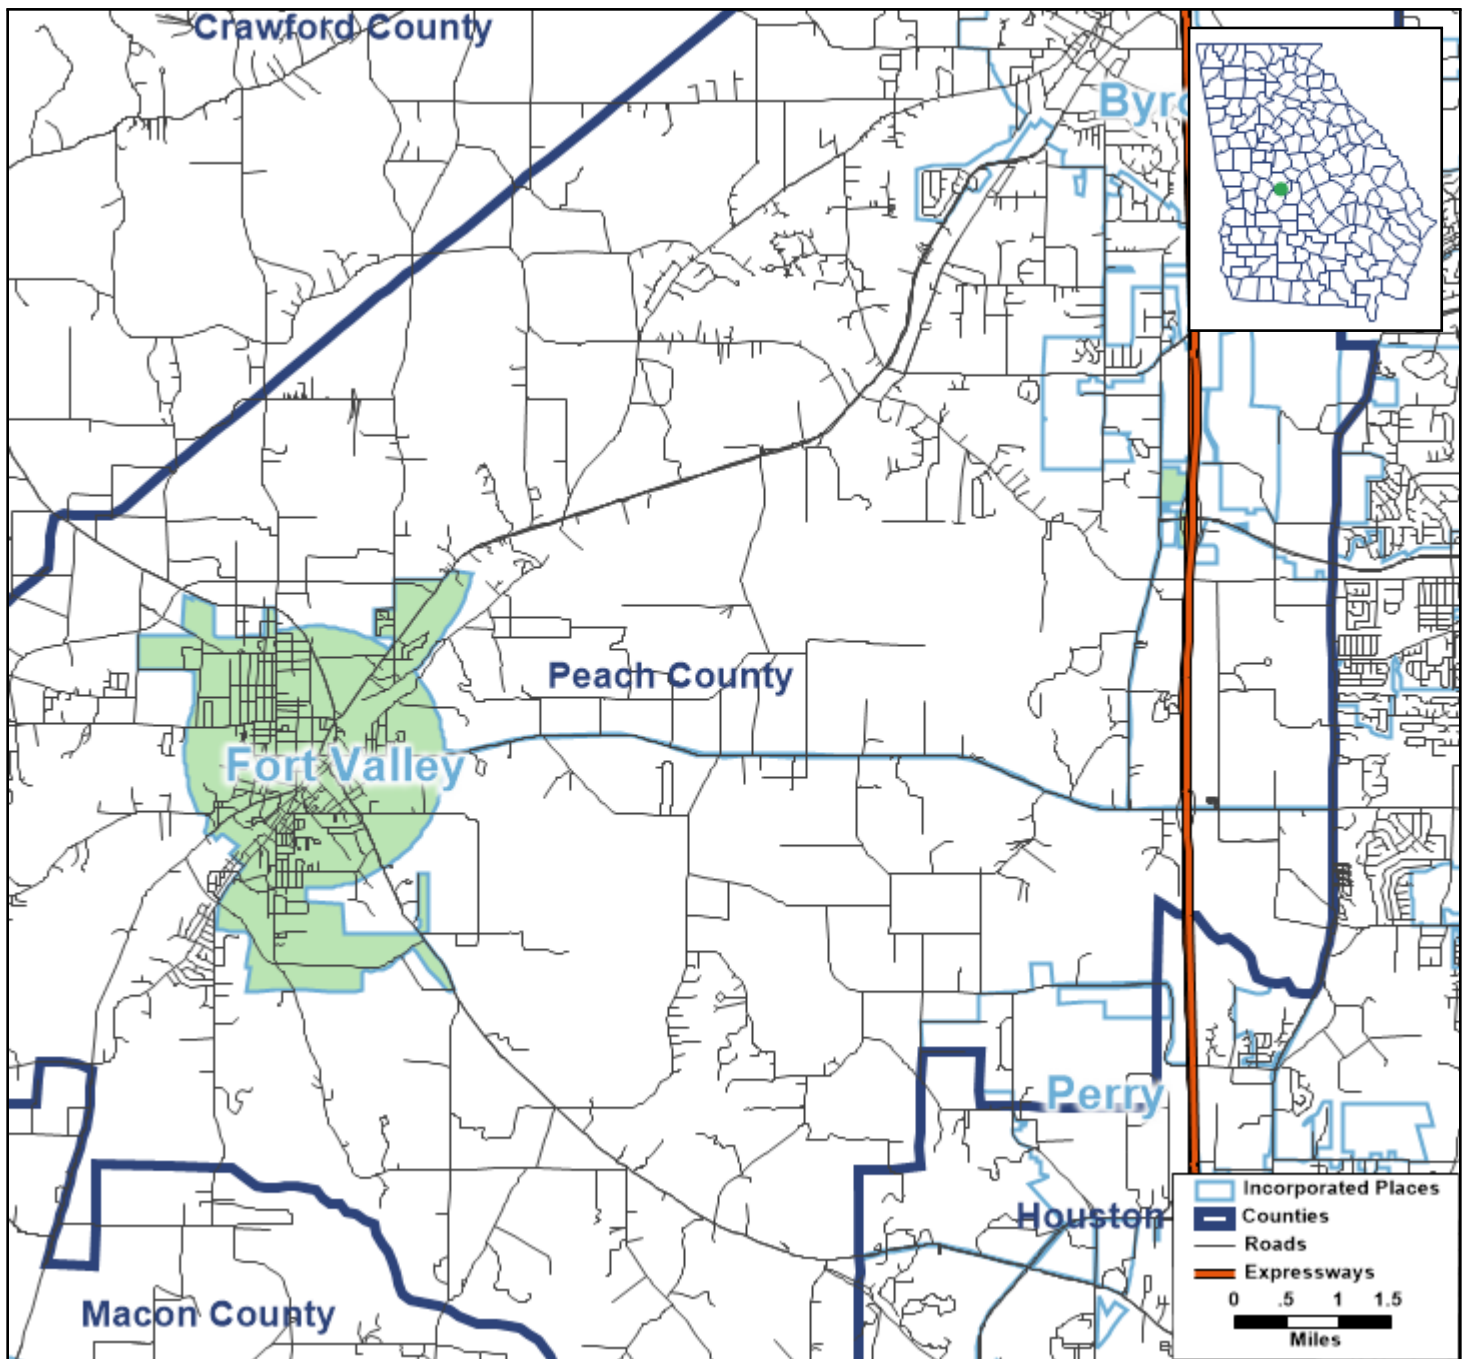 Crawford County
Byro
Peach County
Fort Valley
Perry
Houston
Macon County
Incorporated Places
Counties
Roads
Expressways
0 .5 1 1.5
Miles